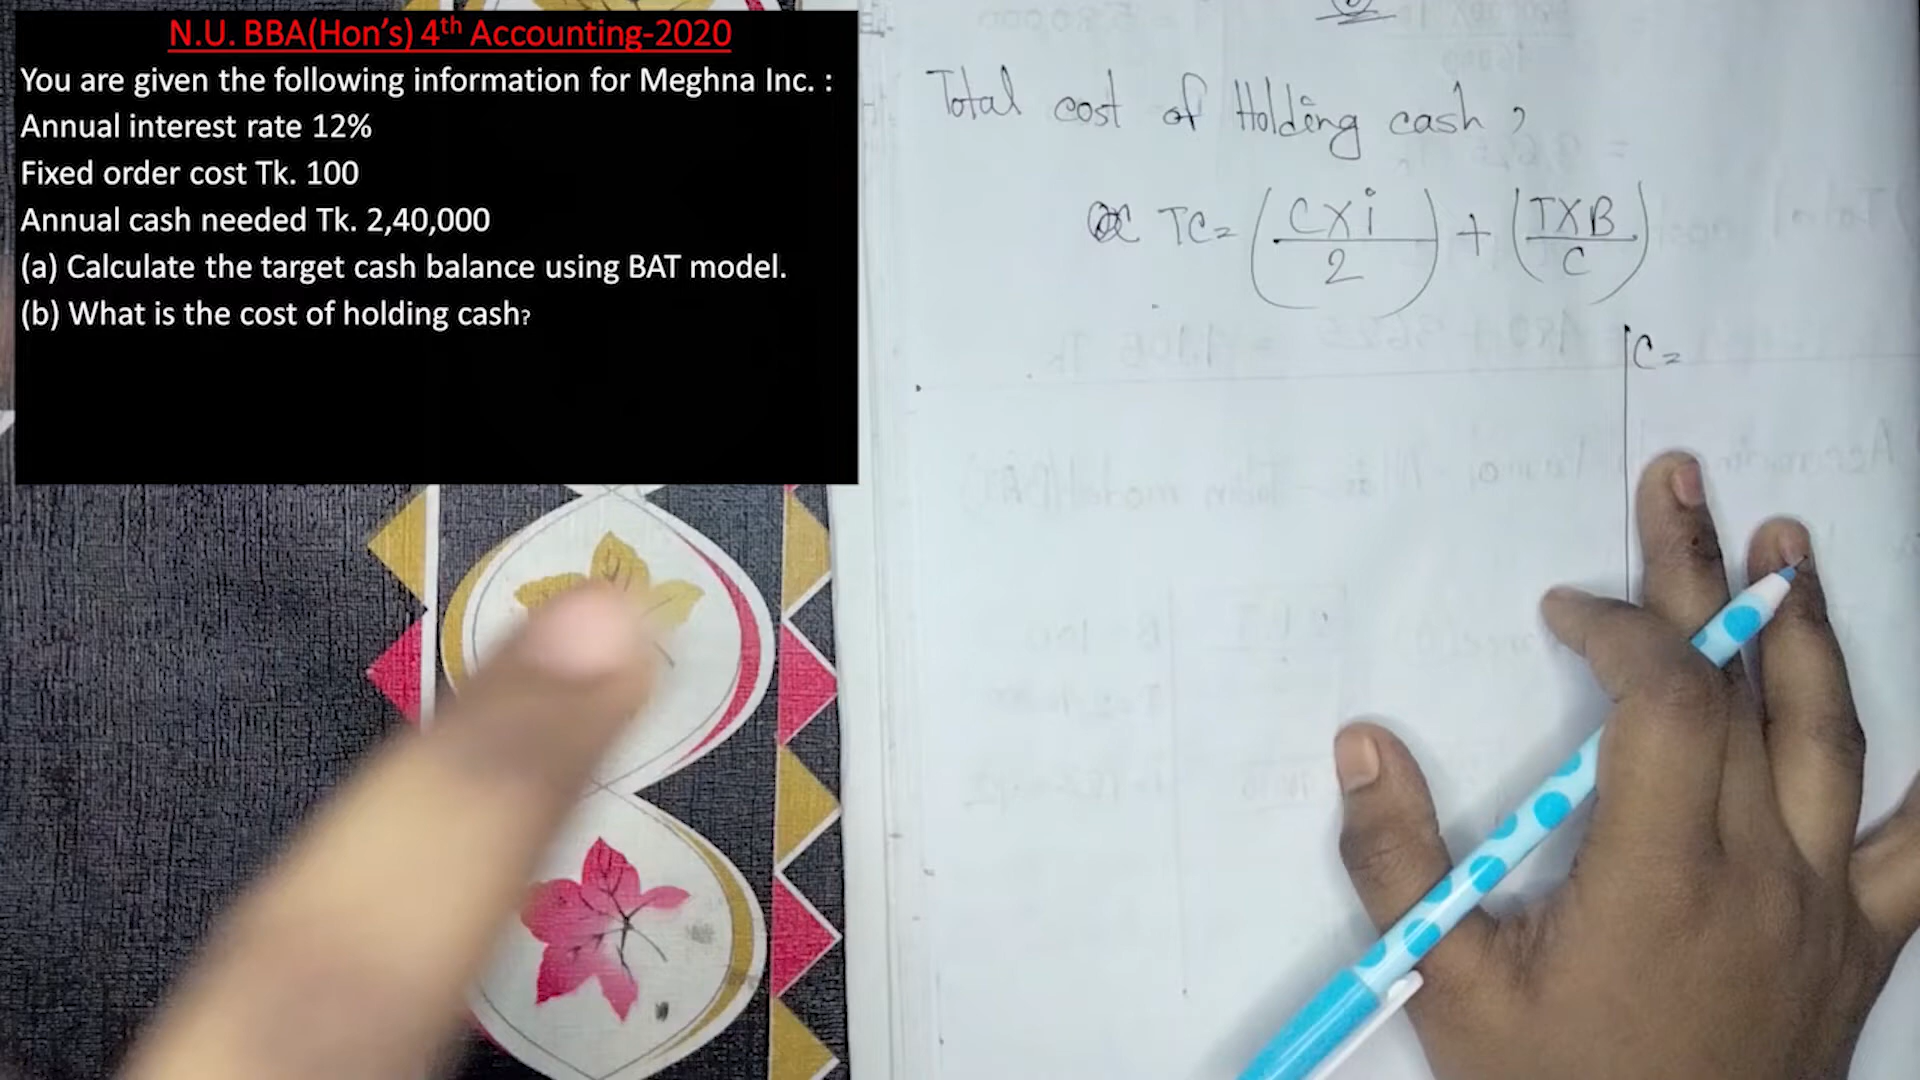 N.U. BBA(Hon's) 4th Accounting-2020
You are given the following information for Meghna Inc. :
Annual interest rate 12%
Fixed order cost Tk. 100
Annual cash needed Tk. 2,40,000
(a) Calculate the target cash balance using BAT model.
(b) What is the cost of holding cash?
Total cost of Holding cash,
TC = (C X i / 2) + (T X B / C)
C =